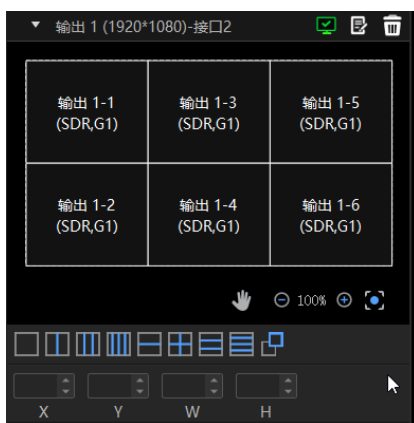 输出 1 (1920*1080)-接口2
输出 1-1
(SDR,G1)
输出 1-3
(SDR,G1)
输出 1-5
(SDR,G1)
输出 1-2
(SDR,G1)
输出 1-4
(SDR,G1)
输出 1-6
(SDR,G1)
100%
X Y W H